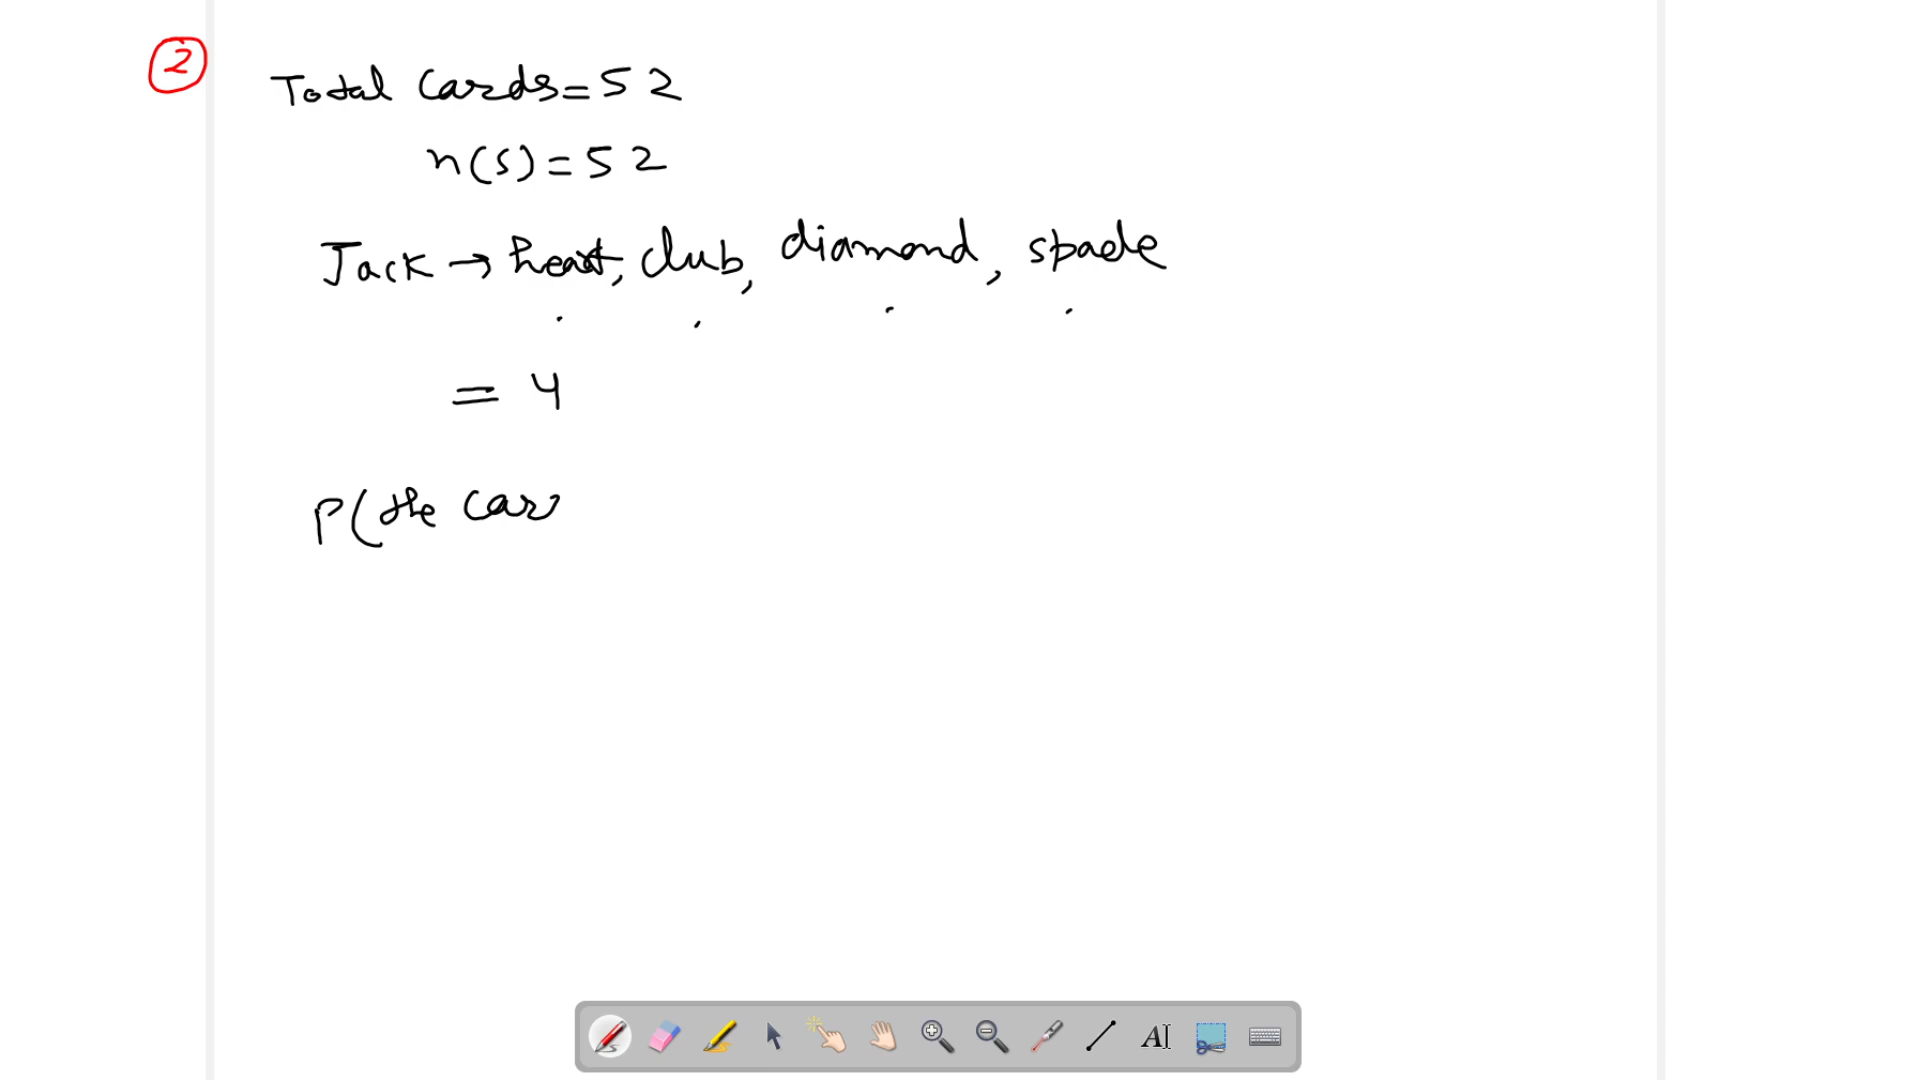 2
Total cards = 52
n(s) = 52
Jack → heart, club, diamond, spade
= 4
P(the car
A